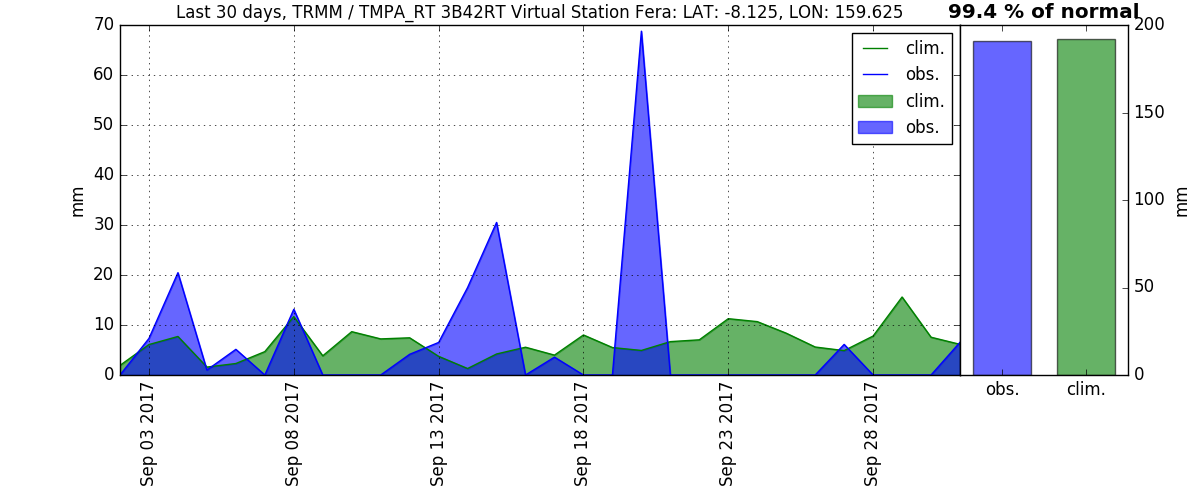 Last 30 days, TRMM / TMPA_RT 3B42RT Virtual Station Fera: LAT: -8.125, LON: 159.625
99.4 % of normal
70
60
50
40
30
20
10
0
mm
clim.
obs.
clim.
obs.
200
150
100
50
0
mm
obs.
clim.
Sep 03 2017
Sep 08 2017
Sep 13 2017
Sep 18 2017
Sep 23 2017
Sep 28 2017